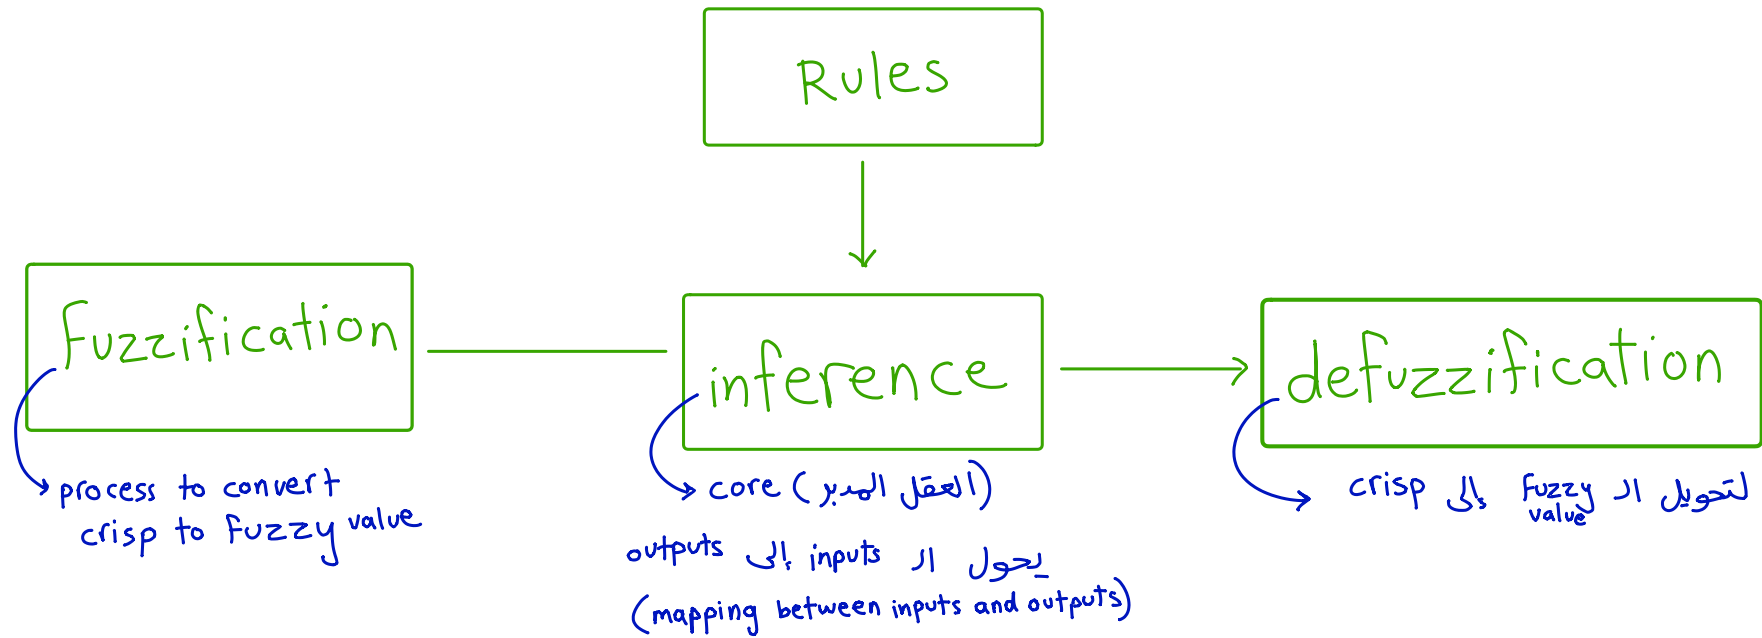 Rules
Fuzzification
inference
defuzzification
process to convert
crisp to fuzzy value
core (العقل المدبر)
يحول ال inputs إلى outputs
(mapping between inputs and outputs)
لتحويل ال fuzzy value إلى crisp